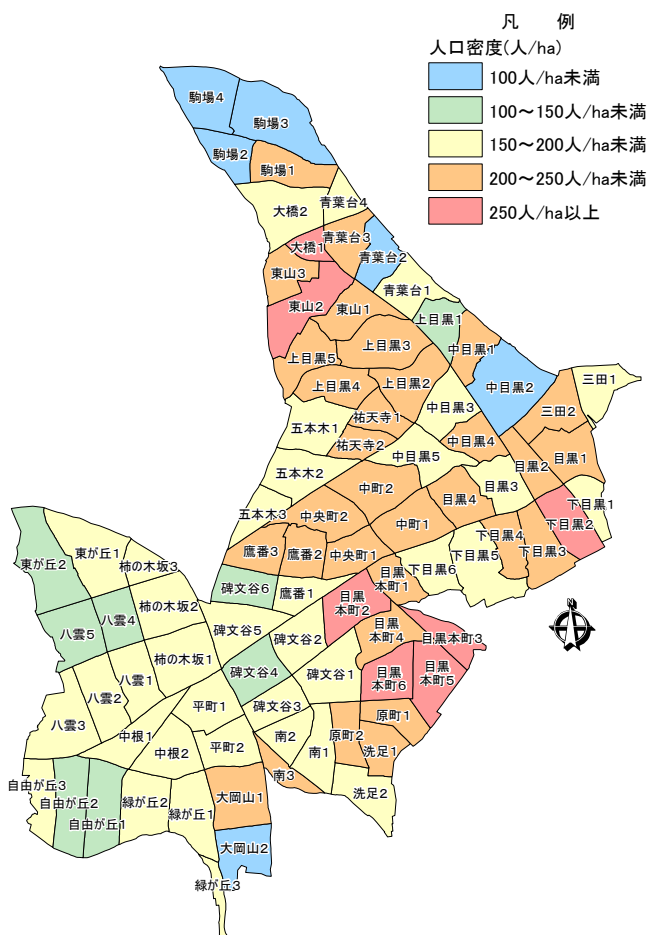 凡 例
人口密度(人/ha)
100人/ha未満
100～150人/ha未満
150～200人/ha未満
200～250人/ha未満
250人/ha以上
駒場4
駒場3
駒場2
駒場1
大橋2
青葉台4
青葉台3
大橋1
青葉台2
東山3
青葉台1
東山2
東山1
上目黒1
上目黒3
中目黒1
上目黒5
上目黒4
上目黒2
中目黒2
三田1
中目黒3
三田2
祐天寺1
五本木1
祐天寺2
中目黒4
中目黒5
目黒2
目黒1
五本木2
中町2
目黒3
目黒4
下目黒1
五本木3
中央町2
中町1
下目黒2
下目黒4
下目黒3
下目黒5
鷹番3
鷹番2
中央町1
下目黒6
東が丘1
東が丘2
柿の木坂3
目黒
本町1
碑文谷6
鷹番1
目黒
本町2
柿の木坂2
八雲4
八雲5
碑文谷5
碑文谷2
目黒
本町4
目黒本町3
柿の木坂1
碑文谷4
碑文谷1
目黒
本町6
目黒
本町5
八雲1
八雲2
八雲3
平町1
碑文谷3
原町1
中根1
中根2
平町2
南2
南1
原町2
洗足1
南3
自由が丘3
自由が丘2
自由が丘1
緑が丘2
緑が丘1
大岡山1
洗足2
大岡山2
緑が丘3
N